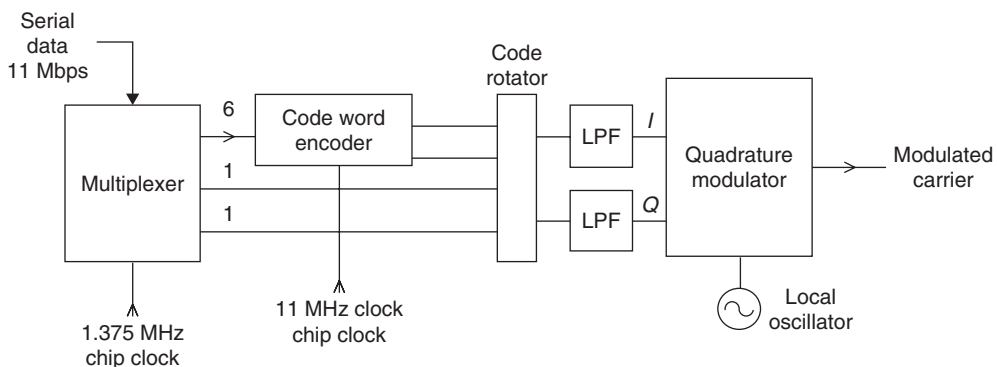 Serial
data
11 Mbps
Multiplexer
1.375 MHz
chip clock
6
1
1
Code word
encoder
11 MHz clock
chip clock
Code
rotator
LPF
LPF
I
Q
Quadrature
modulator
Local
oscillator
Modulated
carrier